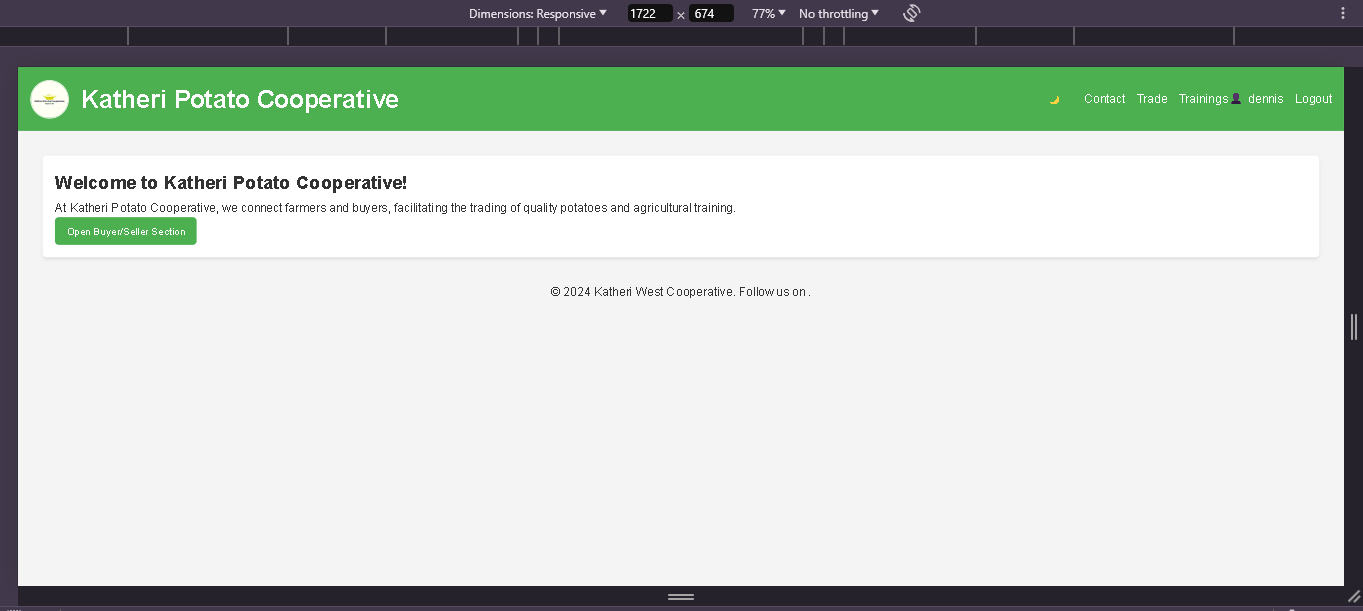 Dimensions: Responsive 1722 × 674 77% No throttling
Katheri Potato Cooperative Contact Trade Trainings dennis Logout
Welcome to Katheri Potato Cooperative!
At Katheri Potato Cooperative, we connect farmers and buyers, facilitating the trading of quality potatoes and agricultural training.
Open Buyer/Seller Section
© 2024 Katheri West Cooperative. Follow us on .